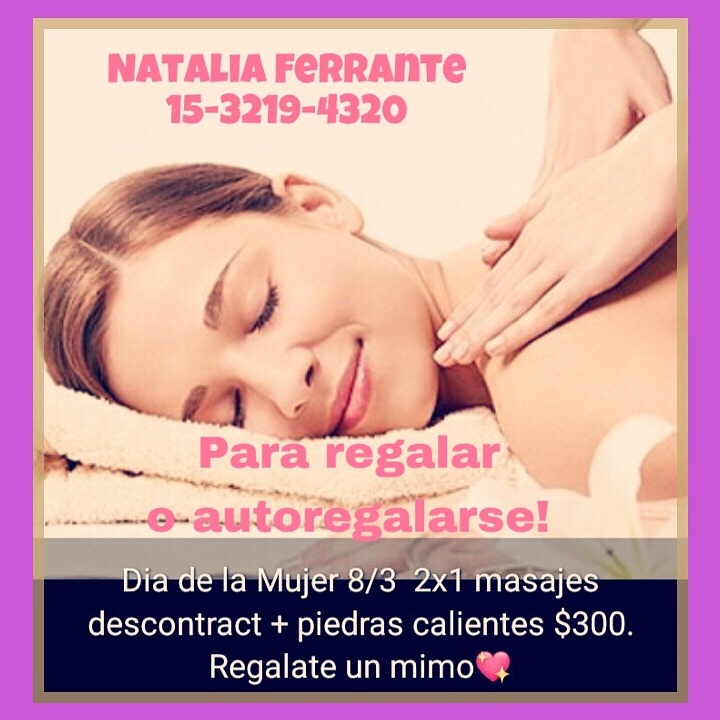 NATALIA FERRANTE
15-3219-4320
Para regalar
o autoregalarse!
Dia de la Mujer 8/3 2x1 masajes
descontract + piedras calientes $300.
Regalate un mimo💖